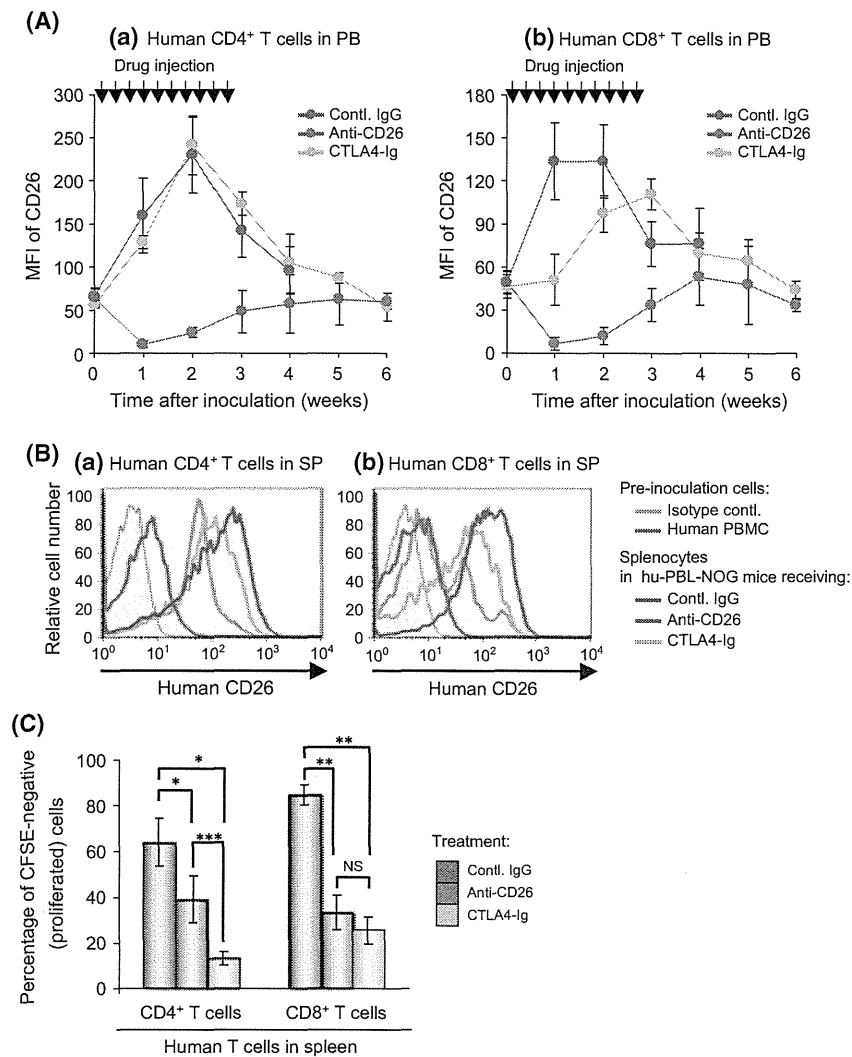 (A)
(a) Human CD4+ T cells in PB
Drug injection
300
250
200
150
100
50
0
MFI of CD26
Contl. IgG
Anti-CD26
CTLA4-Ig
0 1 2 3 4 5 6
Time after inoculation (weeks)
(b) Human CD8+ T cells in PB
Drug injection
180
150
120
90
60
30
0
MFI of CD26
Contl. IgG
Anti-CD26
CTLA4-Ig
0 1 2 3 4 5 6
Time after inoculation (weeks)
(B)
(a) Human CD4+ T cells in SP
Relative cell number
100
80
60
40
20
0
10^0 10^1 10^2 10^3 10^4
Human CD26
(b) Human CD8+ T cells in SP
100
80
60
40
20
0
10^0 10^1 10^2 10^3 10^4
Human CD26
Pre-inoculation cells:
Isotype contl.
Human PBMC
Splenocytes
in hu-PBL-NOG mice receiving:
Contl. IgG
Anti-CD26
CTLA4-Ig
(C)
Percentage of CFSE-negative
(proliferated) cells
100
80
60
40
20
0
*
*
***
**
**
NS
CD4+ T cells
CD8+ T cells
Human T cells in spleen
Treatment:
Contl. IgG
Anti-CD26
CTLA4-Ig